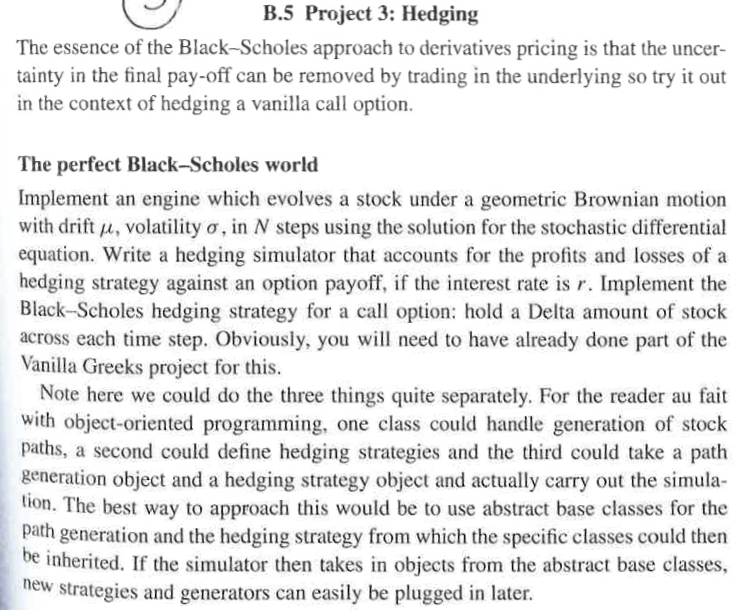 B.5 Project 3: Hedging
The essence of the Black–Scholes approach to derivatives pricing is that the uncer-
tainty in the final pay-off can be removed by trading in the underlying so try it out
in the context of hedging a vanilla call option.
The perfect Black–Scholes world
Implement an engine which evolves a stock under a geometric Brownian motion
with drift μ, volatility σ, in N steps using the solution for the stochastic differential
equation. Write a hedging simulator that accounts for the profits and losses of a
hedging strategy against an option payoff, if the interest rate is r. Implement the
Black–Scholes hedging strategy for a call option: hold a Delta amount of stock
across each time step. Obviously, you will need to have already done part of the
Vanilla Greeks project for this.
Note here we could do the three things quite separately. For the reader au fait
with object-oriented programming, one class could handle generation of stock
paths, a second could define hedging strategies and the third could take a path
generation object and a hedging strategy object and actually carry out the simula-
tion. The best way to approach this would be to use abstract base classes for the
path generation and the hedging strategy from which the specific classes could then
be inherited. If the simulator then takes in objects from the abstract base classes,
new strategies and generators can easily be plugged in later.